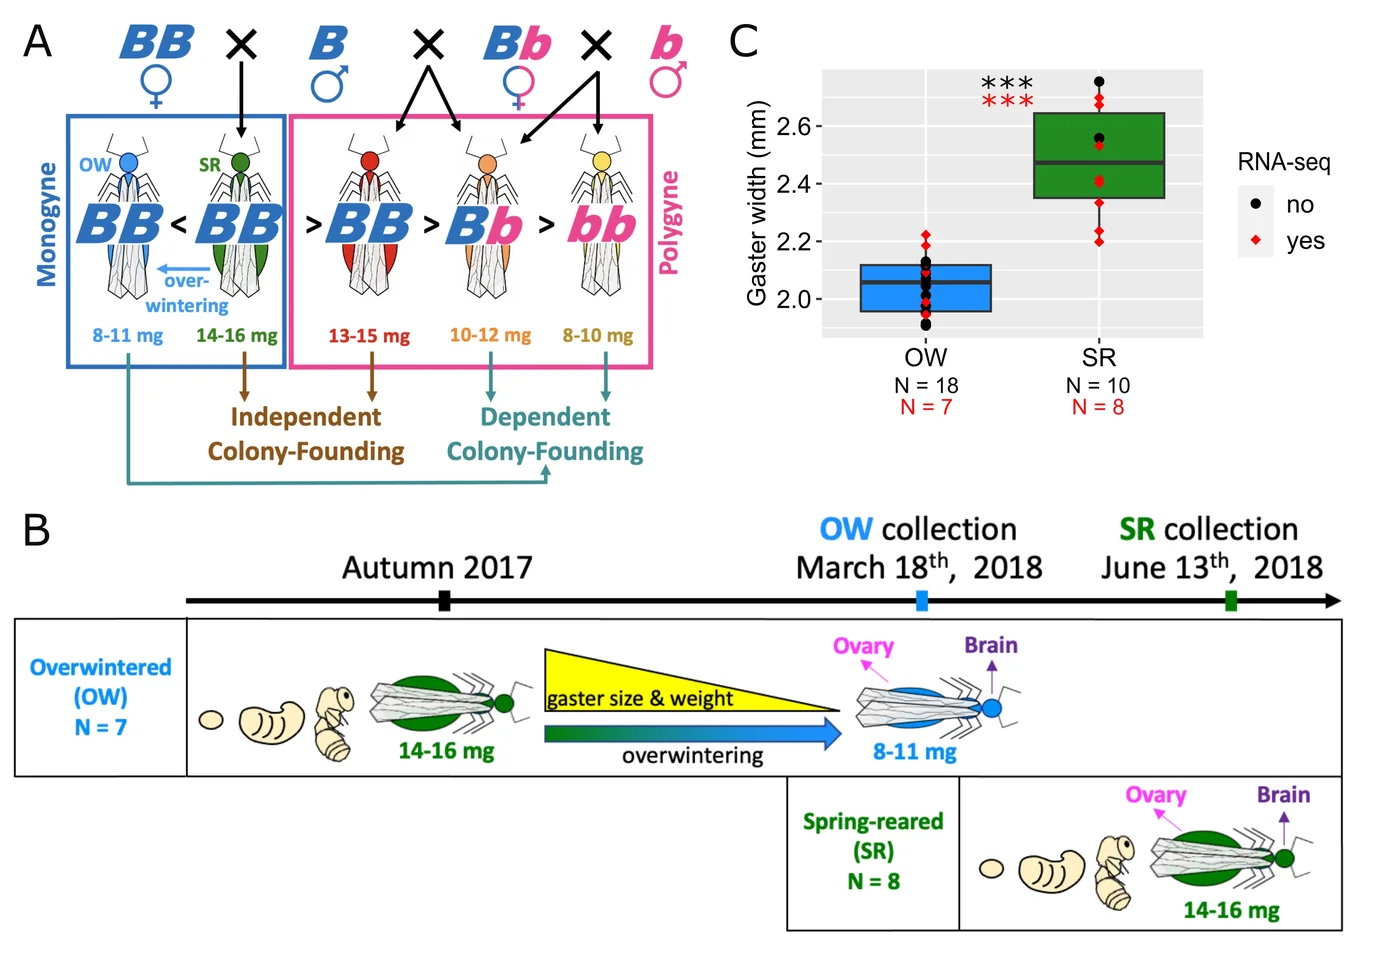 A
BB × B × Bb × b
♀ ♂ ♀ ♂
Monogyne
OW SR
BB < BB > BB > Bb > bb
over-
wintering
8-11 mg 14-16 mg 13-15 mg 10-12 mg 8-10 mg
Polygyne
Independent
Colony-Founding
Dependent
Colony-Founding
C
Gaster width (mm)
2.6
2.4
2.2
2.0
***
***
OW SR
N = 18 N = 10
N = 7 N = 8
RNA-seq
no
yes
B
Autumn 2017
OW collection
March 18th, 2018
SR collection
June 13th, 2018
Overwintered
(OW)
N = 7
14-16 mg
gaster size & weight
overwintering
Ovary Brain
8-11 mg
Spring-reared
(SR)
N = 8
Ovary Brain
14-16 mg